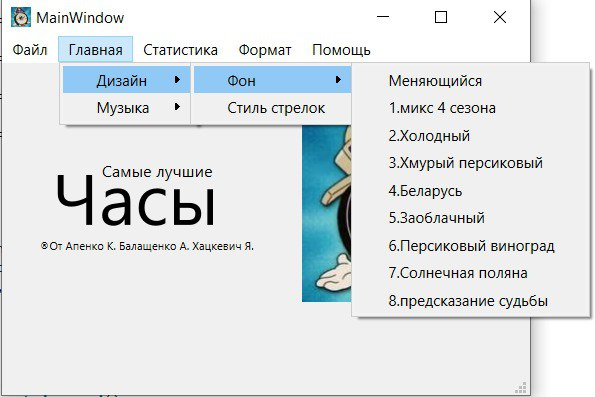 MainWindow
Файл Главная Статистика Формат Помощь
Дизайн
Музыка
Фон
Стиль стрелок
Меняющийся
1.микс 4 сезона
2.Холодный
3.Хмурый персиковый
4.Беларусь
5.Заоблачный
6.Персиковый виноград
7.Солнечная поляна
8.предсказание судьбы
Самые лучшие
Часы
®От Апенко К. Балащенко А. Хацкевич Я.